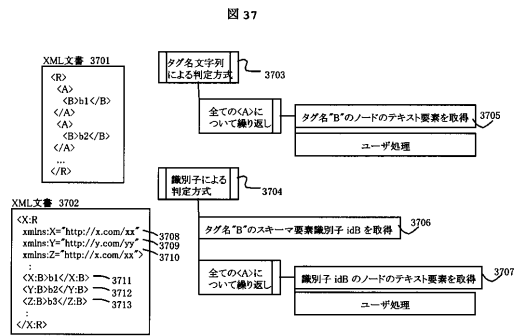 図 37
XML文書 3701
<R>
<A>
<B>b1</B>
</A>
<A>
<B>b2</B>
</A>
...
</R>
タグ名文字列
による判定方式
3703
全ての<A>に
ついて繰り返し
タグ名"B"のノードのテキスト要素を取得
3705
ユーザ処理
XML文書 3702
<X:R
xmlns:X="http://x.com/xx"
3708
xmlns:Y="http://y.com/yy"
3709
xmlns:Z="http://x.com/xx">
3710
:
<X:B>b1</X:B>
3711
<Y:B>b2</Y:B>
3712
<Z:B>b3</Z:B>
3713
:
</X:R>
識別子による
判定方式
3704
タグ名"B"のスキーマ要素識別子 idB を取得
3706
全ての<A>に
ついて繰り返し
識別子 idB のノードのテキスト要素を取得
3707
ユーザ処理